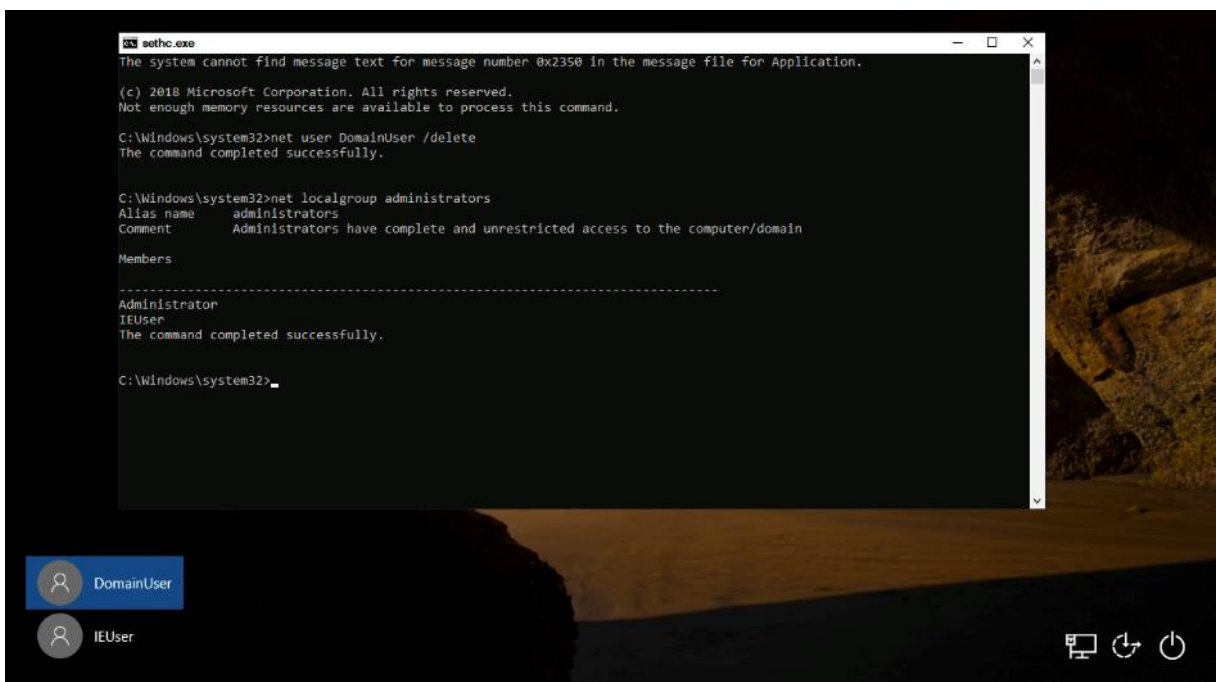 sethc.exe
The system cannot find message text for message number 0x2350 in the message file for Application.
(c) 2018 Microsoft Corporation. All rights reserved.
Not enough memory resources are available to process this command.
C:\Windows\system32>net user DomainUser /delete
The command completed successfully.
C:\Windows\system32>net localgroup administrators
Alias name     administrators
Comment        Administrators have complete and unrestricted access to the computer/domain
Members
-------------------------------------------------------------------------------
Administrator
IEUser
The command completed successfully.
C:\Windows\system32>
DomainUser
IEUser